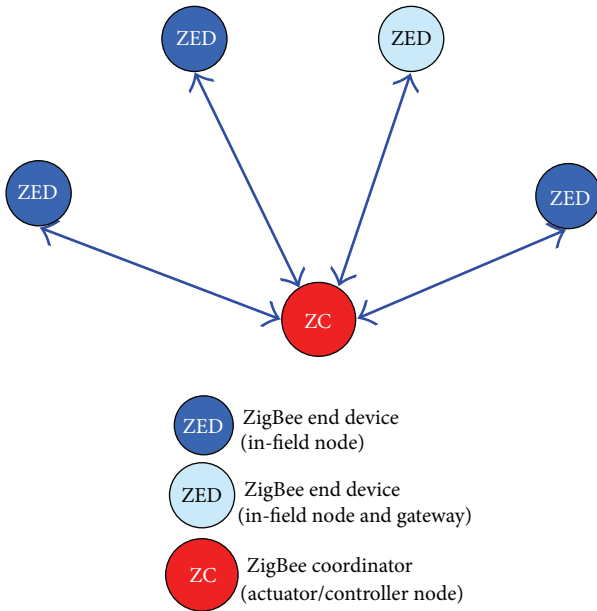 ZED
ZED
ZED
ZED
ZC
ZED
ZigBee end device
(in-field node)
ZED
ZigBee end device
(in-field node and gateway)
ZC
ZigBee coordinator
(actuator/controller node)